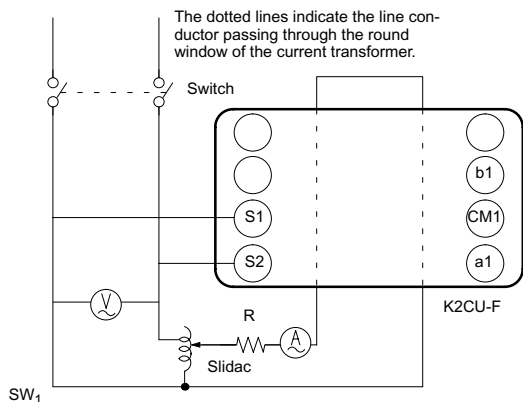 The dotted lines indicate the line con-
ductor passing through the round
window of the current transformer.
Switch
b1
S1
CM1
S2
a1
K2CU-F
V
R
A
Slidac
SW1